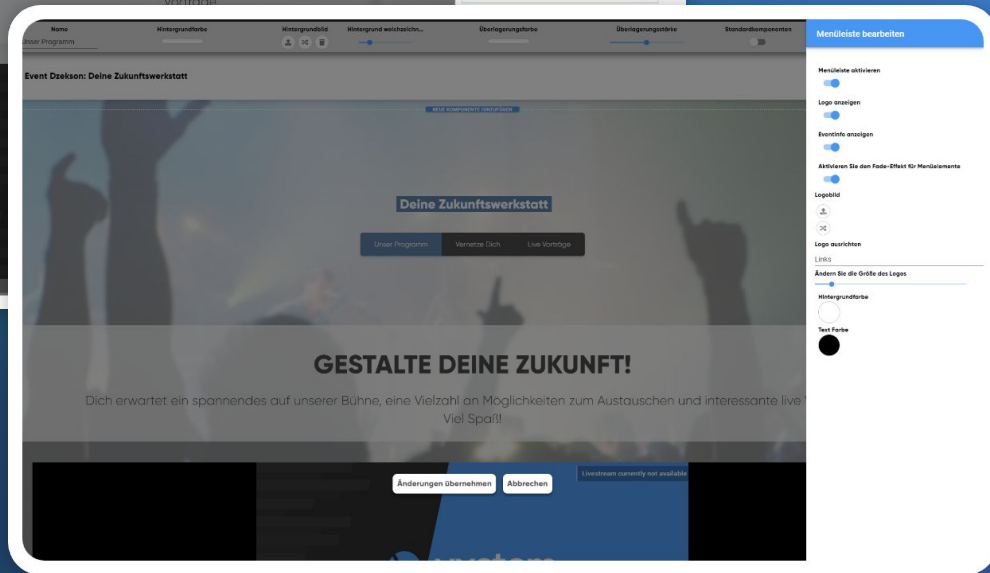 Name
Hintergrundfarbe
Hintergrundbild
Hintergrund weichzeichn...
Überlagerungsfarbe
Überlagerungsstärke
Standardkomponenten
Unser Programm
Event Dzekson: Deine Zukunftswerkstatt
NEUE KOMPONENTE HINZUFÜGEN
Deine Zukunftswerkstatt
Unser Programm
Vernetze Dich
Live Vorträge
GESTALTE DEINE ZUKUNFT!
Dich erwartet ein spannendes auf unserer Bühne, eine Vielzahl an Möglichkeiten zum Austauschen und interessante live
Viel Spaß!
Livestream currently not available
Änderungen übernehmen
Abbrechen
Menüleiste bearbeiten
Menüleiste aktivieren
Logo anzeigen
Eventinfo anzeigen
Aktivieren Sie den Fade-Effekt für Menüelemente
Logobild
Logo ausrichten
Links
Ändern Sie die Größe des Logos
Hintergrundfarbe
Text Farbe